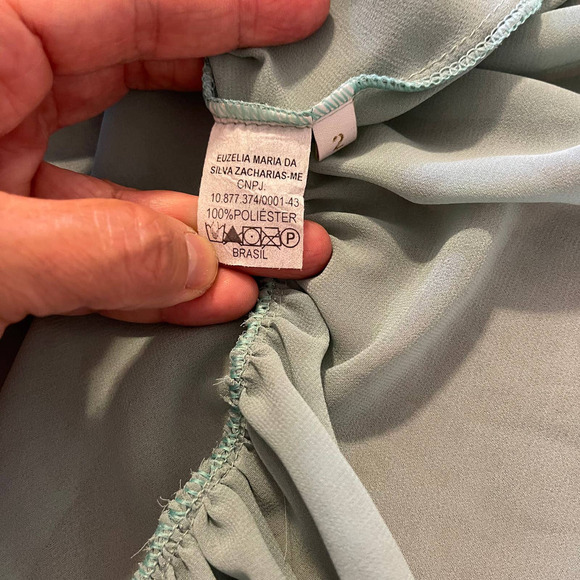 EUZELIA MARIA DA
SILVA ZACHARIAS-ME
CNPJ.
10.877.374/0001-43
100%POLIÉSTER
P
BRASIL
2